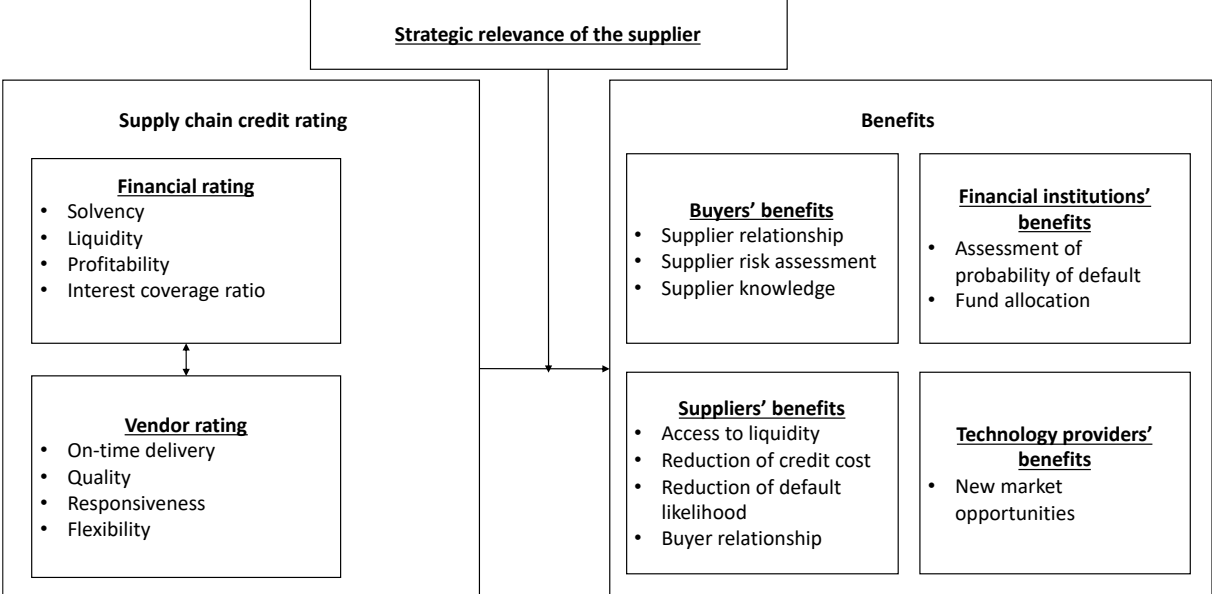 Strategic relevance of the supplier
Supply chain credit rating
Financial rating
• Solvency
• Liquidity
• Profitability
• Interest coverage ratio
Vendor rating
• On-time delivery
• Quality
• Responsiveness
• Flexibility
Benefits
Buyers’ benefits
• Supplier relationship
• Supplier risk assessment
• Supplier knowledge
Financial institutions’
benefits
• Assessment of
probability of default
• Fund allocation
Suppliers’ benefits
• Access to liquidity
• Reduction of credit cost
• Reduction of default
likelihood
• Buyer relationship
Technology providers’
benefits
• New market
opportunities